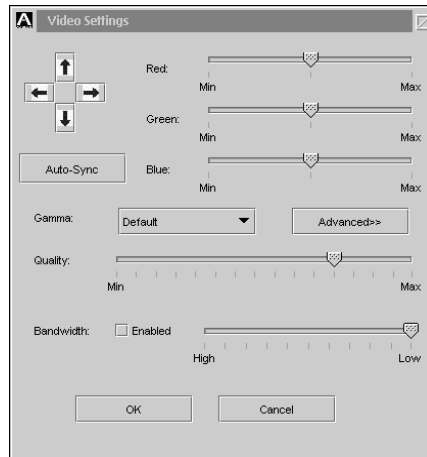 A Video Settings
Red:
Min Max
Green:
Min Max
Auto-Sync
Blue:
Min Max
Gamma: Default Advanced>>
Quality:
Min Max
Bandwidth: Enabled
High Low
OK Cancel